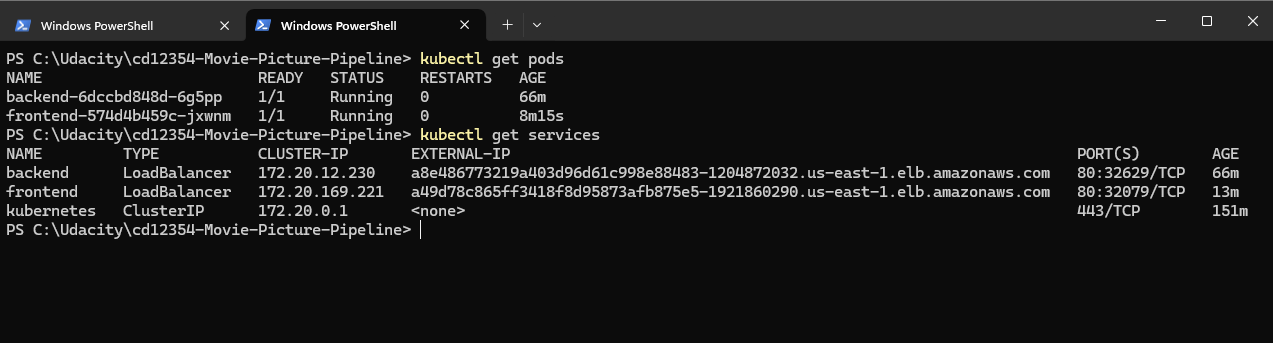 Windows PowerShell Windows PowerShell
PS C:\Udacity\cd12354-Movie-Picture-Pipeline> kubectl get pods
NAME READY STATUS RESTARTS AGE
backend-6dccbd848d-6g5pp 1/1 Running 0 66m
frontend-574d4b459c-jxwnm 1/1 Running 0 8m15s
PS C:\Udacity\cd12354-Movie-Picture-Pipeline> kubectl get services
NAME TYPE CLUSTER-IP EXTERNAL-IP PORT(S) AGE
backend LoadBalancer 172.20.12.230 a8e486773219a403d96d61c998e88483-1204872032.us-east-1.elb.amazonaws.com 80:32629/TCP 66m
frontend LoadBalancer 172.20.169.221 a49d78c865ff3418f8d95873afb875e5-1921860290.us-east-1.elb.amazonaws.com 80:32079/TCP 13m
kubernetes ClusterIP 172.20.0.1 <none> 443/TCP 151m
PS C:\Udacity\cd12354-Movie-Picture-Pipeline>